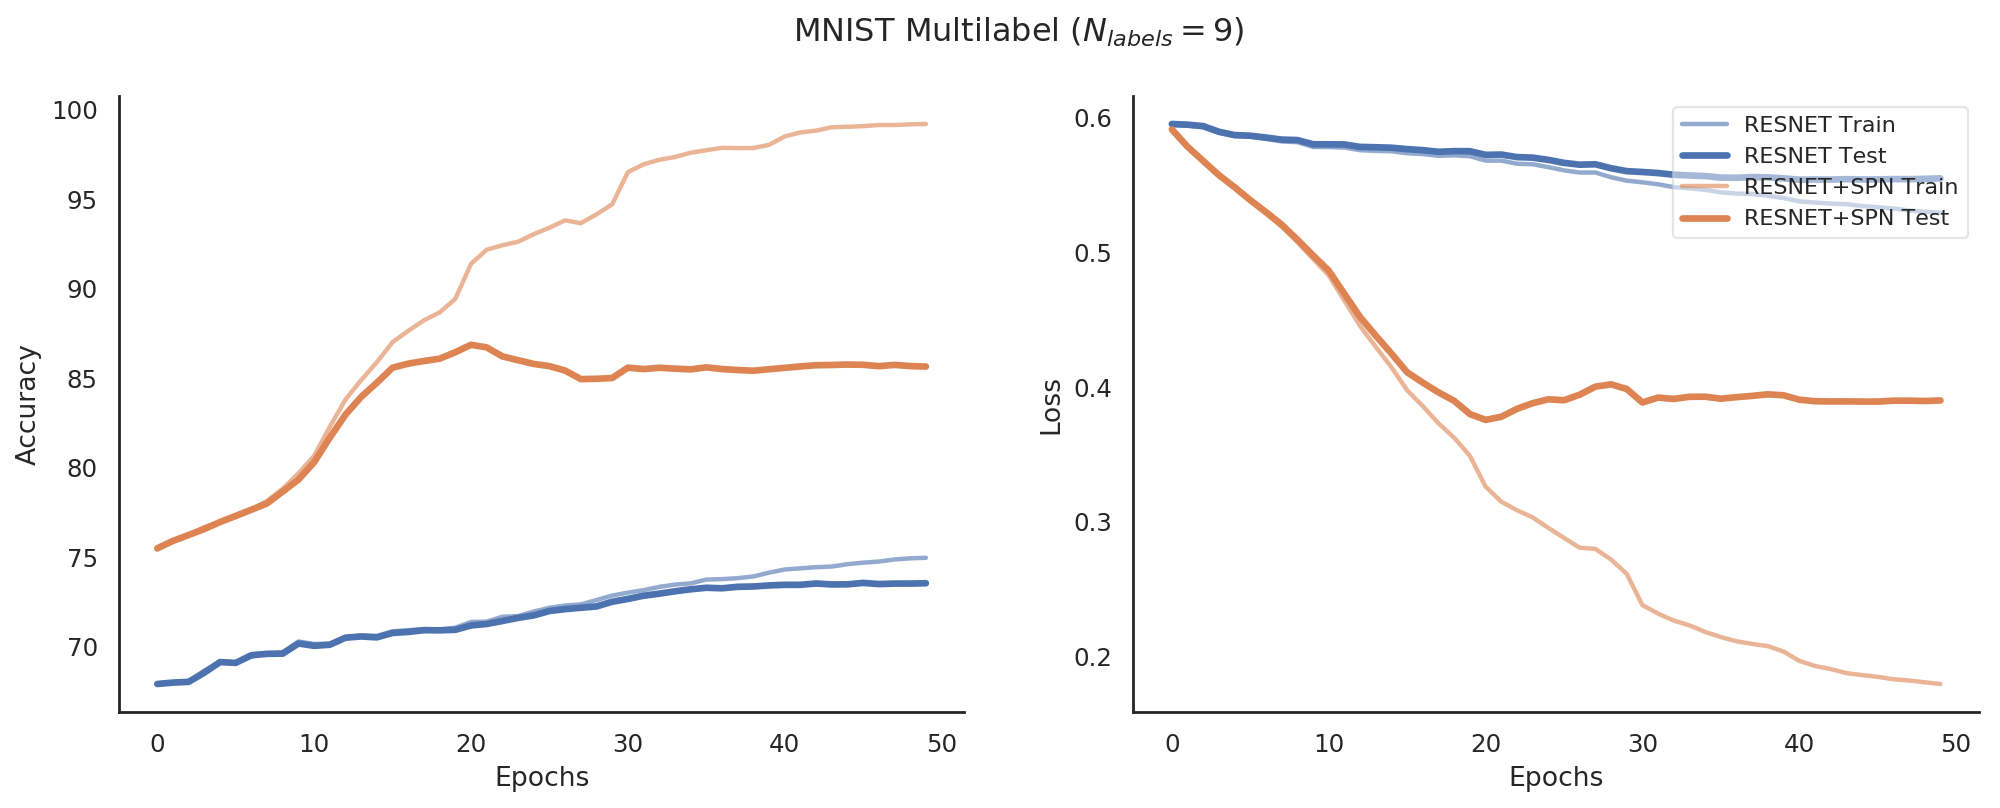 MNIST Multilabel (N_labels = 9)
100
95
90
85
80
75
70
Accuracy
0 10 20 30 40 50
Epochs
0.6
0.5
0.4
0.3
0.2
Loss
RESNET Train
RESNET Test
RESNET+SPN Train
RESNET+SPN Test
0 10 20 30 40 50
Epochs